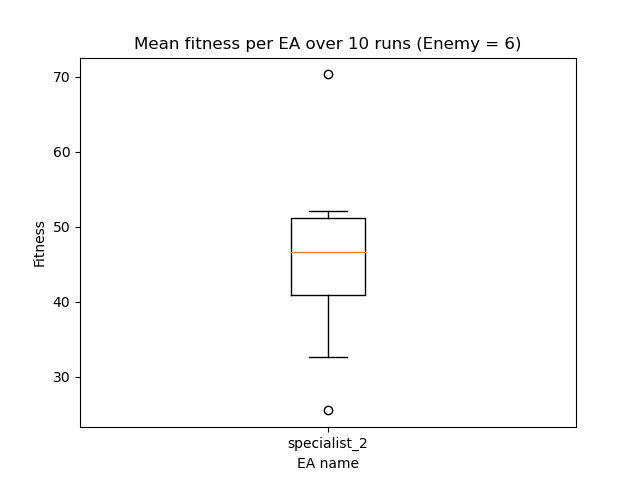 Mean fitness per EA over 10 runs (Enemy = 6)
70
60
50
40
30
Fitness
specialist_2
EA name